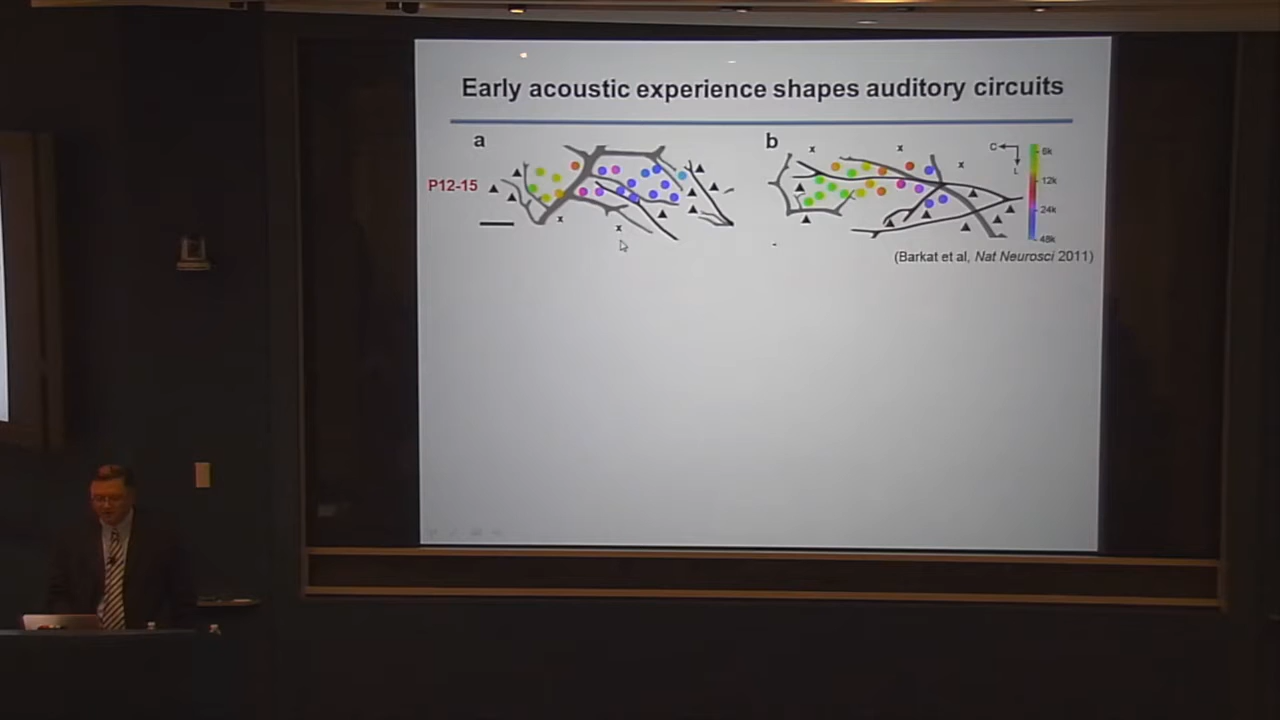 Early acoustic experience shapes auditory circuits
a
b
P12-15
x
x
x
x
x
C
L
6k
12k
24k
48k
(Barkat et al, Nat Neurosci 2011)